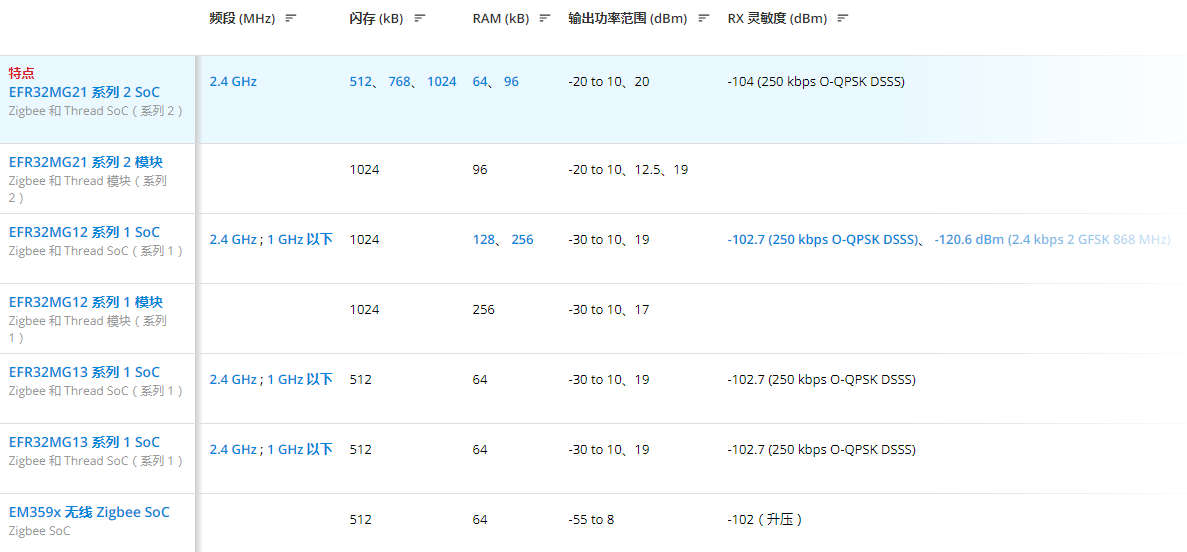 频段 (MHz) 闪存 (kB) RAM (kB) 输出功率范围 (dBm) RX 灵敏度 (dBm)
特点
EFR32MG21 系列 2 SoC 2.4 GHz 512、 768、 1024 64、 96 -20 to 10、20 -104 (250 kbps O-QPSK DSSS)
Zigbee 和 Thread SoC ( 系列 2 )
EFR32MG21 系列 2 模块 1024 96 -20 to 10、12.5、19
Zigbee 和 Thread 模块 ( 系列
2 )
EFR32MG12 系列 1 SoC 2.4 GHz ; 1 GHz 以下 1024 128、 256 -30 to 10、19 -102.7 (250 kbps O-QPSK DSSS)、 -120.6 dBm (2.4 kbps 2 GFSK 868 MHz)
Zigbee 和 Thread SoC ( 系列 1 )
EFR32MG12 系列 1 模块 1024 256 -30 to 10、17
Zigbee 和 Thread 模块 ( 系列
1 )
EFR32MG13 系列 1 SoC 2.4 GHz ; 1 GHz 以下 512 64 -30 to 10、19 -102.7 (250 kbps O-QPSK DSSS)
Zigbee 和 Thread SoC ( 系列 1 )
EFR32MG13 系列 1 SoC 2.4 GHz ; 1 GHz 以下 512 64 -30 to 10、19 -102.7 (250 kbps O-QPSK DSSS)
Zigbee 和 Thread SoC ( 系列 1 )
EM359x 无线 Zigbee SoC 512 64 -55 to 8 -102 ( 升压 )
Zigbee SoC